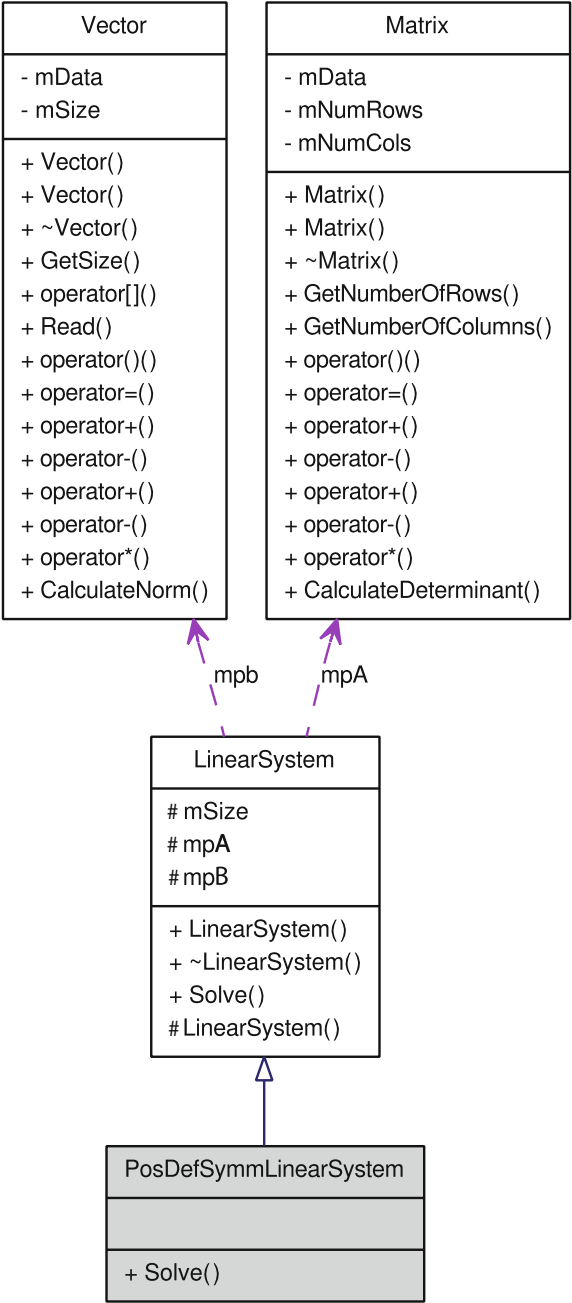 Vector
- mData
- mSize
+ Vector()
+ Vector()
+ ~Vector()
+ GetSize()
+ operator[]()
+ Read()
+ operator()()
+ operator=()
+ operator+()
+ operator-()
+ operator+()
+ operator-()
+ operator*()
+ CalculateNorm()
Matrix
- mData
- mNumRows
- mNumCols
+ Matrix()
+ Matrix()
+ ~Matrix()
+ GetNumberOfRows()
+ GetNumberOfColumns()
+ operator()()
+ operator=()
+ operator+()
+ operator-()
+ operator+()
+ operator-()
+ operator*()
+ CalculateDeterminant()
mpb
mpA
LinearSystem
# mSize
# mpA
# mpB
+ LinearSystem()
+ ~LinearSystem()
+ Solve()
# LinearSystem()
PosDefSymmLinearSystem
+ Solve()